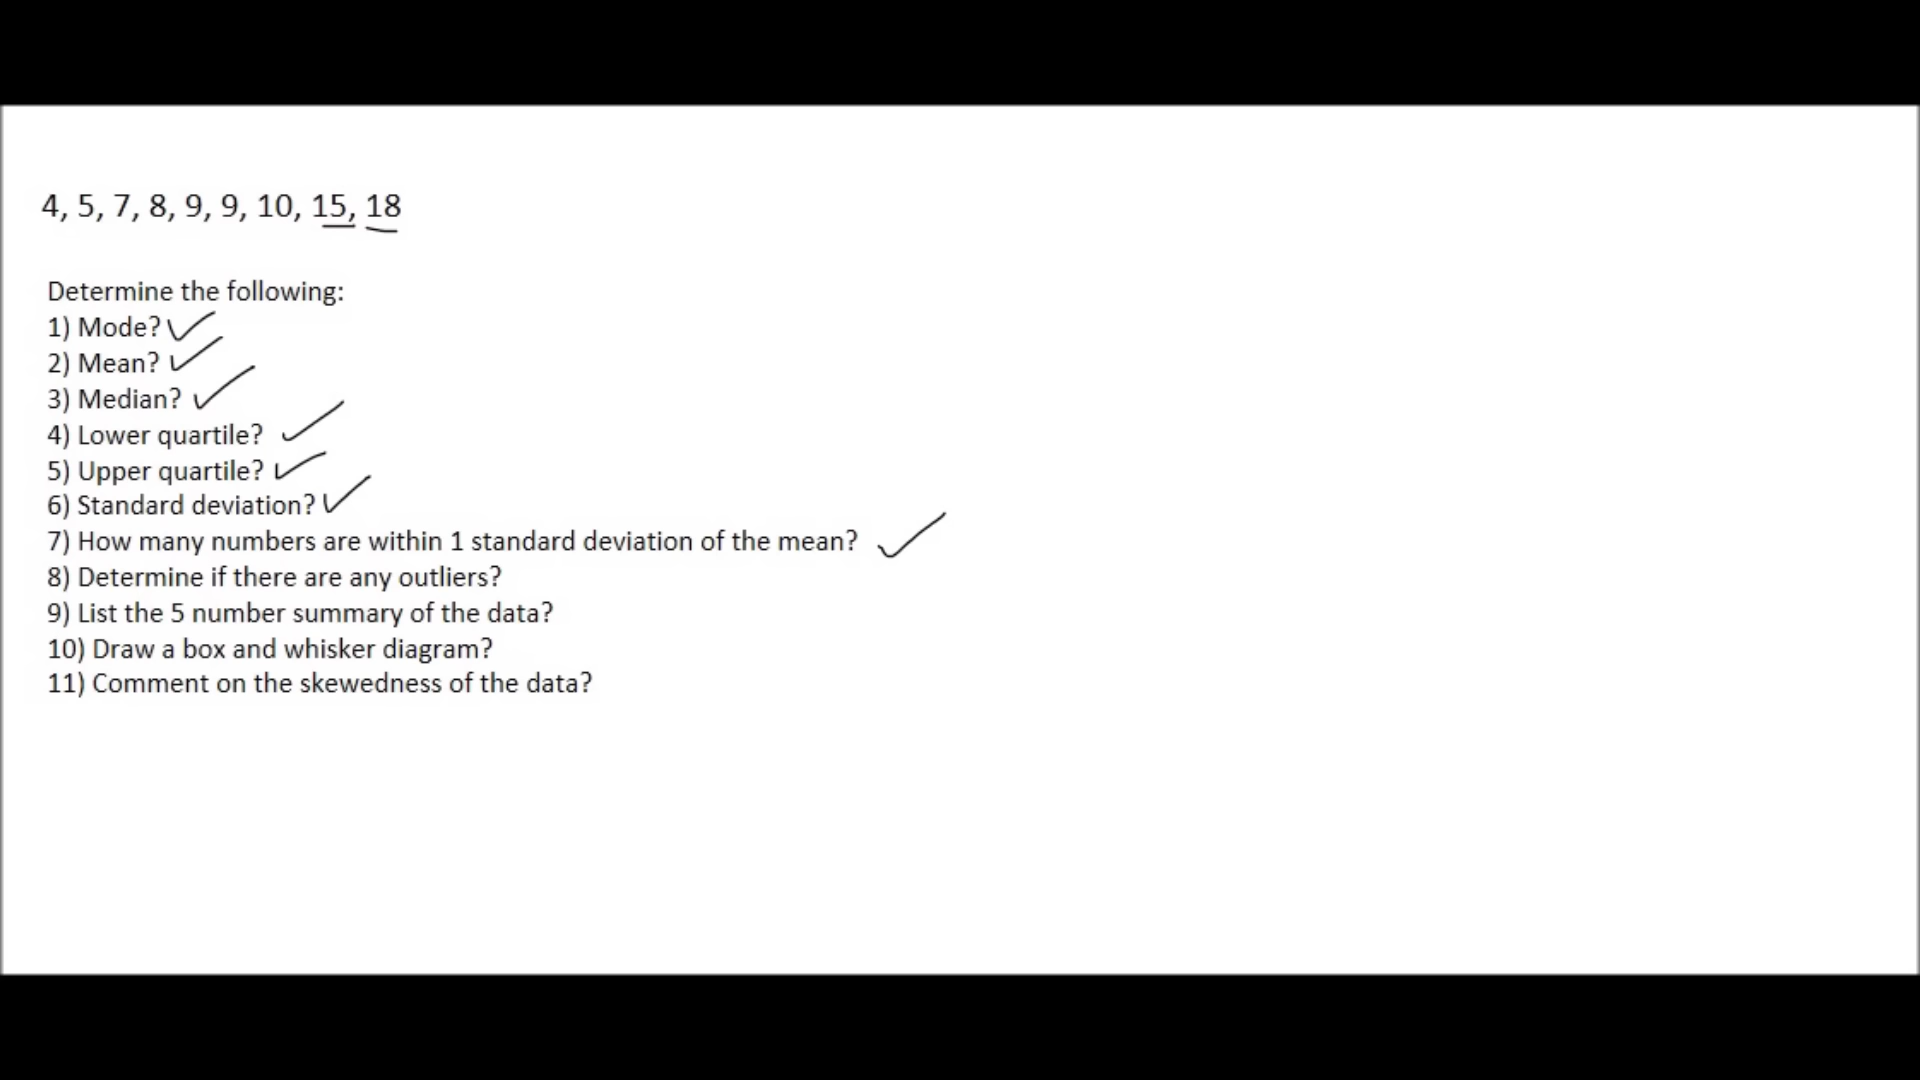 4, 5, 7, 8, 9, 9, 10, 15, 18
Determine the following:
1) Mode?
2) Mean?
3) Median?
4) Lower quartile?
5) Upper quartile?
6) Standard deviation?
7) How many numbers are within 1 standard deviation of the mean?
8) Determine if there are any outliers?
9) List the 5 number summary of the data?
10) Draw a box and whisker diagram?
11) Comment on the skewedness of the data?